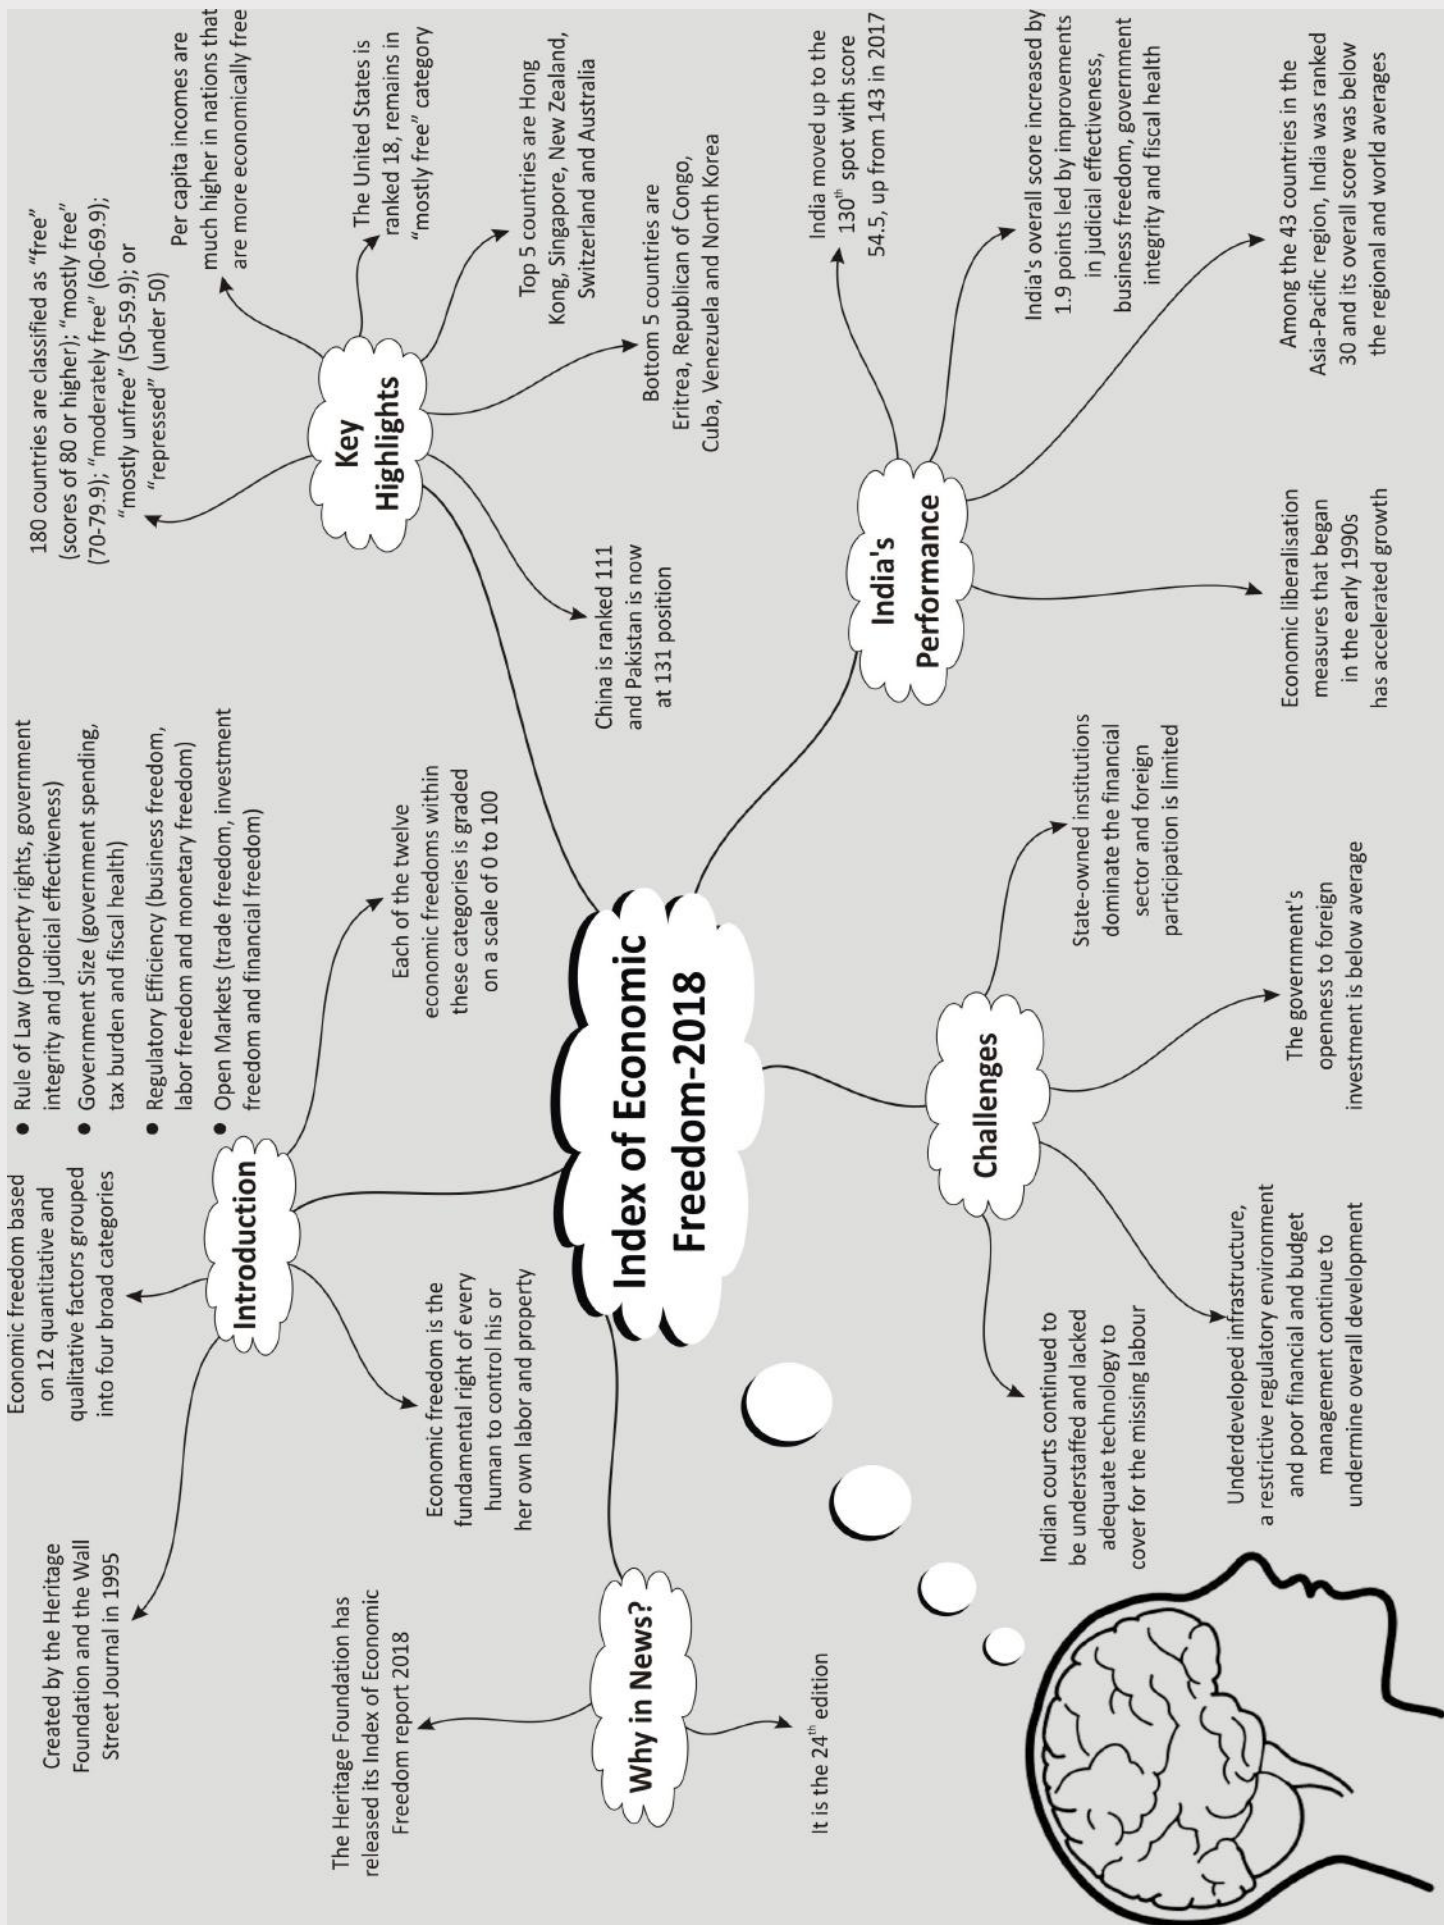 Index of Economic
Freedom-2018
Why in News?
The Heritage Foundation has
released its Index of Economic
Freedom report 2018
It is the 24th edition
Introduction
Created by the Heritage
Foundation and the Wall
Street Journal in 1995
Economic freedom based
on 12 quantitative and
qualitative factors grouped
into four broad categories
● Rule of Law (property rights, government
integrity and judicial effectiveness)
● Government Size (government spending,
tax burden and fiscal health)
● Regulatory Efficiency (business freedom,
labor freedom and monetary freedom)
● Open Markets (trade freedom, investment
freedom and financial freedom)
Economic freedom is the
fundamental right of every
human to control his or
her own labor and property
Each of the twelve
economic freedoms within
these categories is graded
on a scale of 0 to 100
Key
Highlights
180 countries are classified as “free”
(scores of 80 or higher); “mostly free”
(70-79.9); “moderately free” (60-69.9);
“mostly unfree” (50-59.9); or
“repressed” (under 50)
Per capita incomes are
much higher in nations that
are more economically free
The United States is
ranked 18, remains in
“mostly free” category
Top 5 countries are Hong
Kong, Singapore, New Zealand,
Switzerland and Australia
Bottom 5 countries are
Eritrea, Republican of Congo,
Cuba, Venezuela and North Korea
China is ranked 111
and Pakistan is now
at 131 position
India's
Performance
India moved up to the
130th spot with score
54.5, up from 143 in 2017
India's overall score increased by
1.9 points led by improvements
in judicial effectiveness,
business freedom, government
integrity and fiscal health
Among the 43 countries in the
Asia-Pacific region, India was ranked
30 and its overall score was below
the regional and world averages
Economic liberalisation
measures that began
in the early 1990s
has accelerated growth
Challenges
State-owned institutions
dominate the financial
sector and foreign
participation is limited
The government's
openness to foreign
investment is below average
Underdeveloped infrastructure,
a restrictive regulatory environment
and poor financial and budget
management continue to
undermine overall development
Indian courts continued to
be understaffed and lacked
adequate technology to
cover for the missing labour